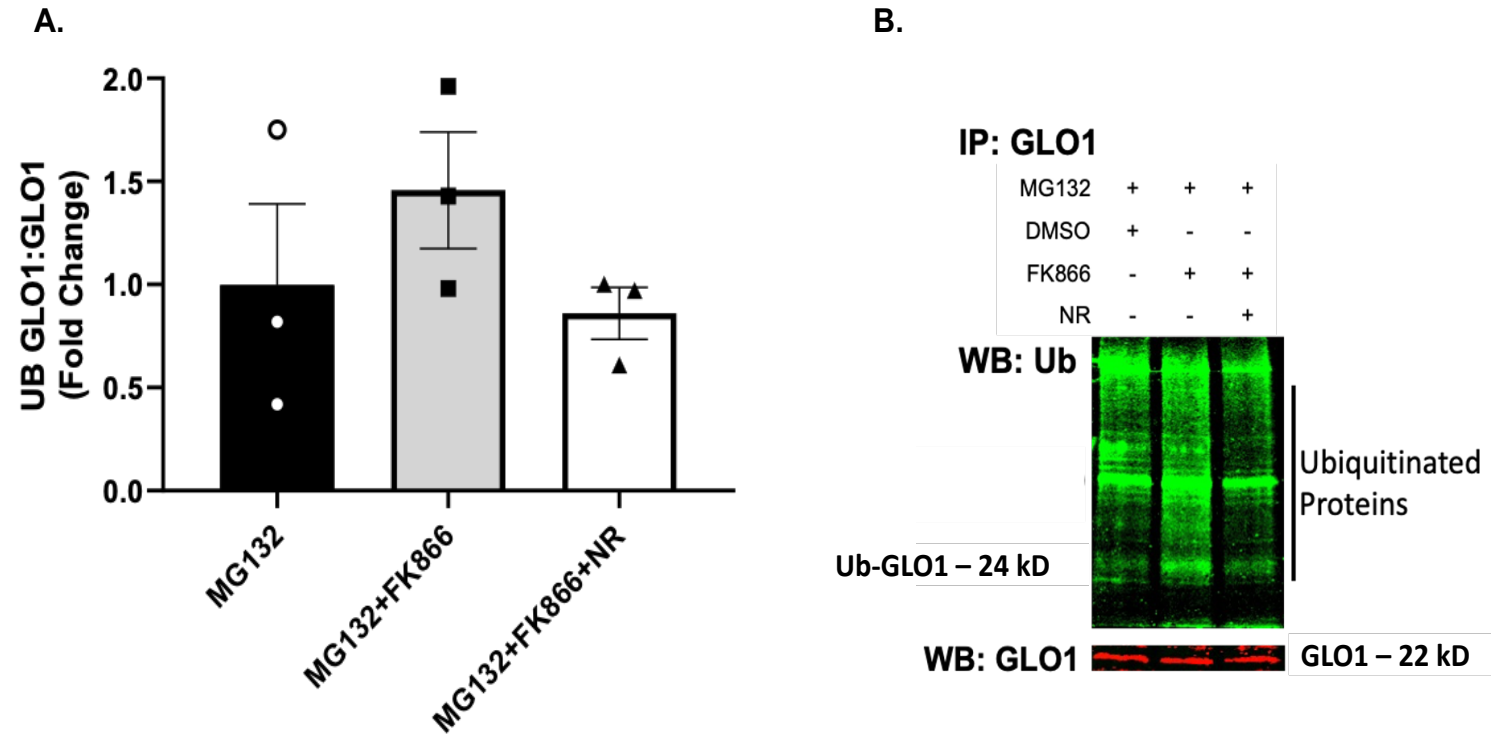 A.
UB GLO1:GLO1
(Fold Change)
2.0
1.5
1.0
0.5
0.0
MG132
MG132+FK866
MG132+FK866+NR
B.
IP: GLO1
MG132 + + +
DMSO + - -
FK866 - + +
NR - - +
WB: Ub
Ubiquitinated
Proteins
Ub-GLO1 – 24 kD
WB: GLO1
GLO1 – 22 kD